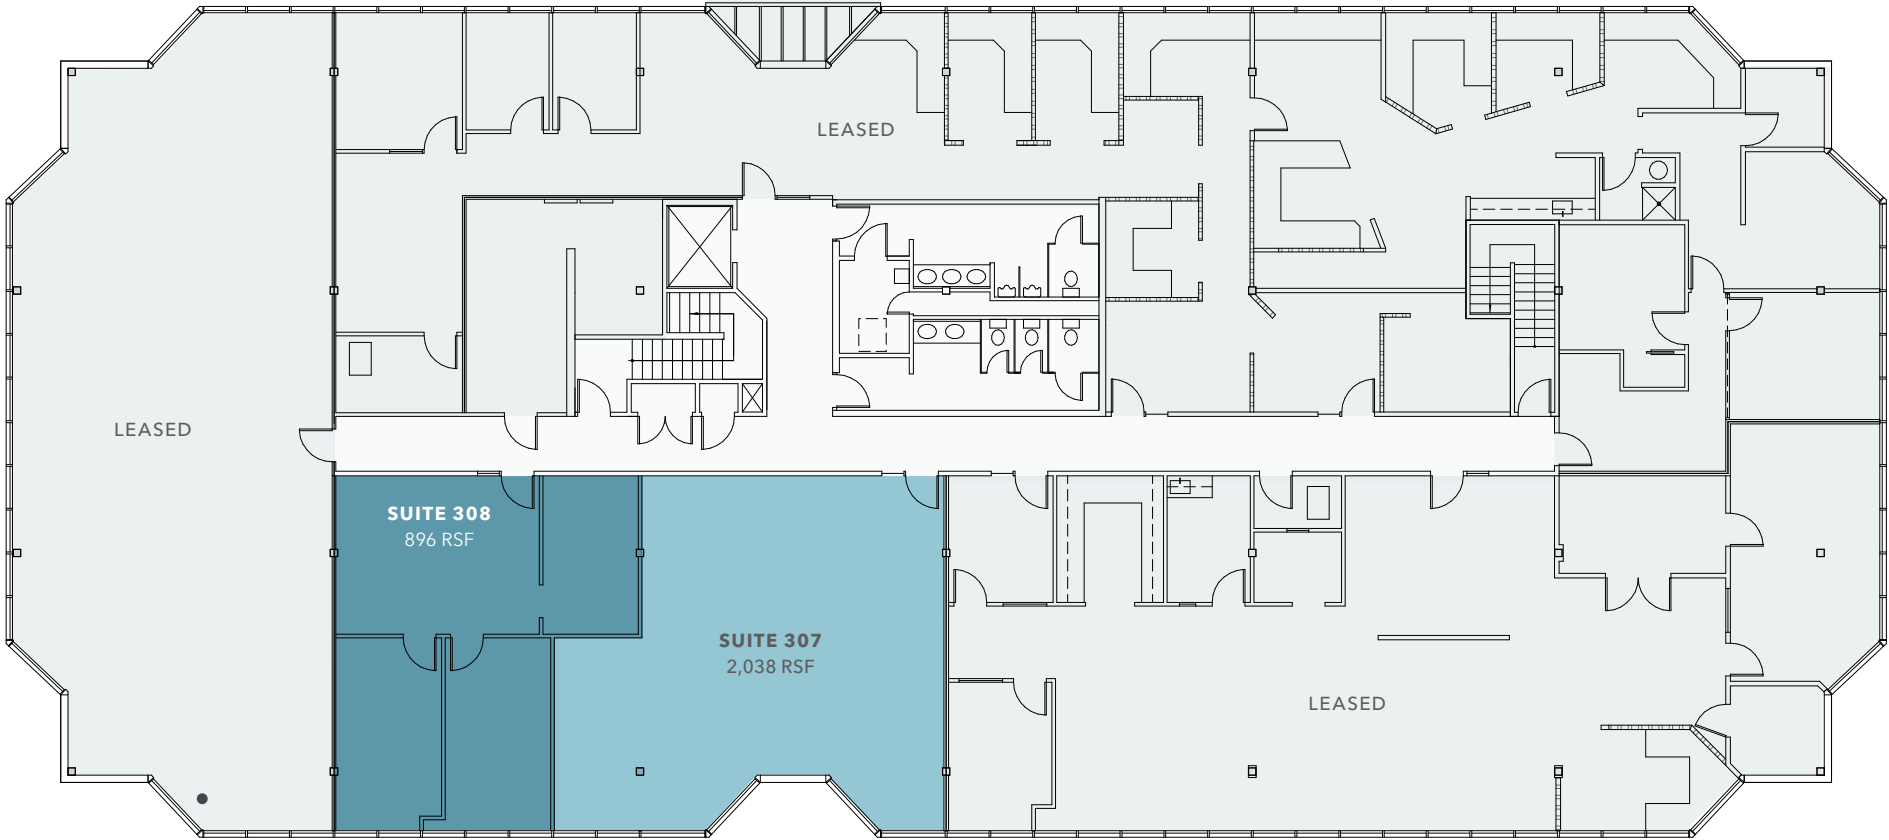 LEASED
LEASED
SUITE 308
896 RSF
SUITE 307
2,038 RSF
LEASED